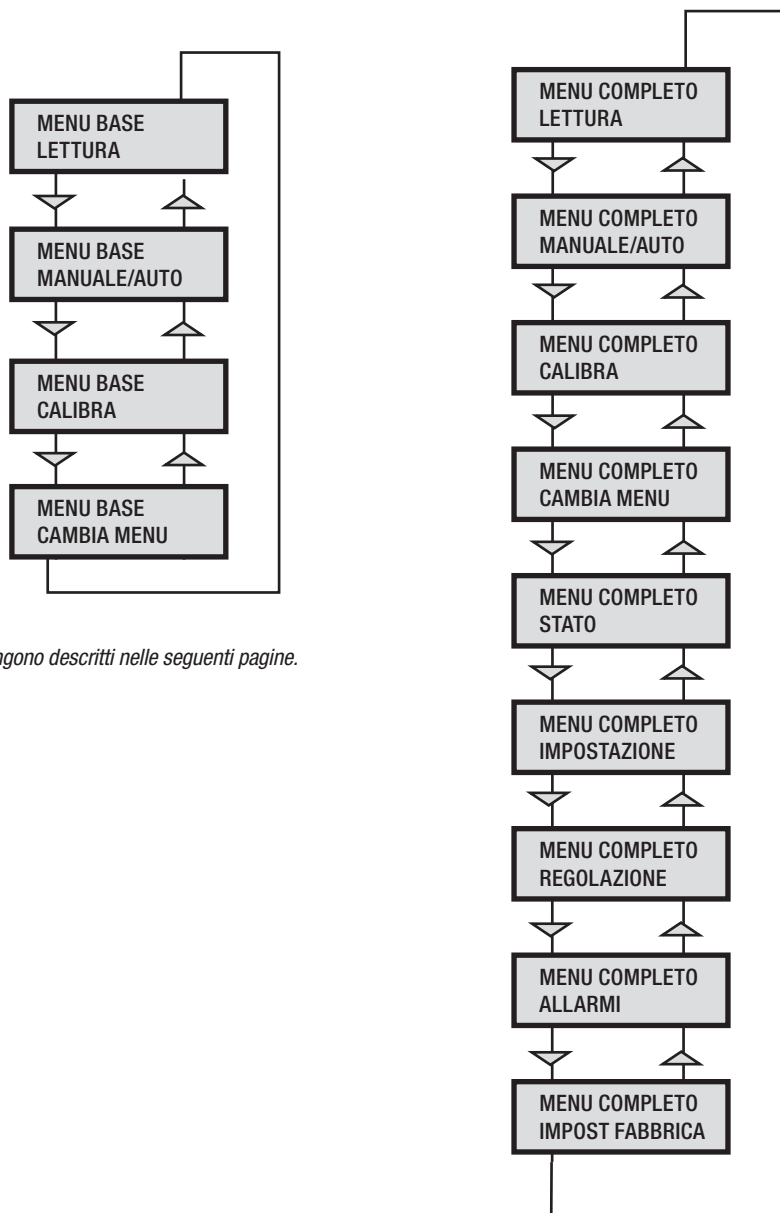 MENU BASE
LETTURA
MENU BASE
MANUALE/AUTO
MENU BASE
CALIBRA
MENU BASE
CAMBIA MENU
ngono descritti nelle seguenti pagine.
MENU COMPLETO
LETTURA
MENU COMPLETO
MANUALE/AUTO
MENU COMPLETO
CALIBRA
MENU COMPLETO
CAMBIA MENU
MENU COMPLETO
STATO
MENU COMPLETO
IMPOSTAZIONE
MENU COMPLETO
REGOLAZIONE
MENU COMPLETO
ALLARMI
MENU COMPLETO
IMPOST FABBRICA